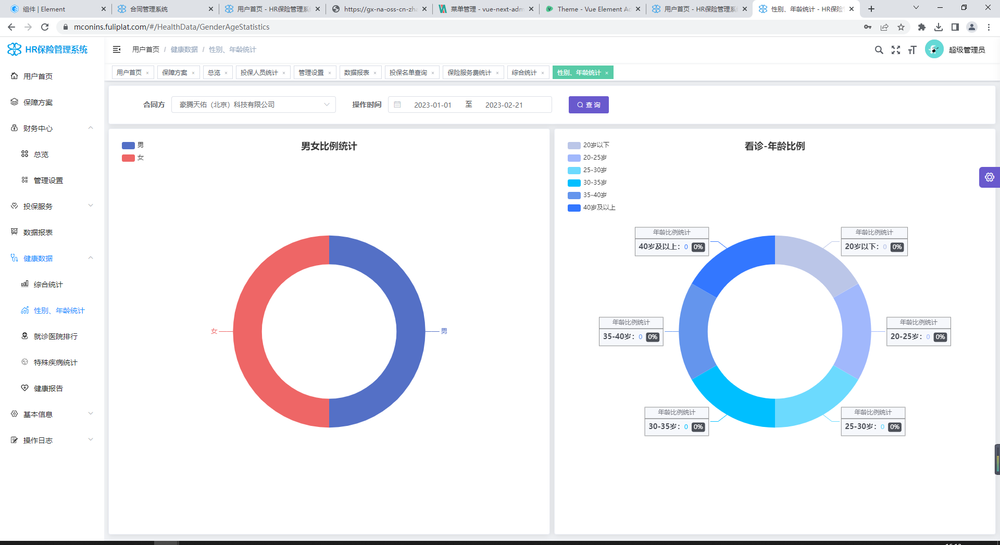 组件 | Element
合同管理系统
用户首页 - HR保险管理系
https://gx-na-oss-cn-zha
菜单管理 - vue-next-adm
Theme - Vue Element Ad
用户首页 - HR保险管理系
性别、年龄统计 - HR保险
mconins.fuliplat.com/#/HealthData/GenderAgeStatistics
HR保险管理系统
用户首页 / 健康数据 / 性别、年龄统计
超级管理员
用户首页 ×
保障方案 ×
总览 ×
投保人员统计 ×
管理设置 ×
数据报表 ×
投保名单查询 ×
保险服务费统计 ×
综合统计 ×
性别、年龄统计 ×
用户首页
保障方案
财务中心
总览
管理设置
投保服务
数据报表
健康数据
综合统计
性别、年龄统计
就诊医院排行
特殊疾病统计
健康报告
基本信息
操作日志
合同方
豪腾天佑（北京）科技有限公司
操作时间
2023-01-01 至 2023-02-21
查 询
男女比例统计
男
女
女
男
看诊-年龄比例
20岁以下
20-25岁
25-30岁
30-35岁
35-40岁
40岁及以上
年龄比例统计
40岁及以上: 0 0%
年龄比例统计
20岁以下: 0 0%
年龄比例统计
35-40岁: 0 0%
年龄比例统计
20-25岁: 0 0%
年龄比例统计
30-35岁: 0 0%
年龄比例统计
25-30岁: 0 0%